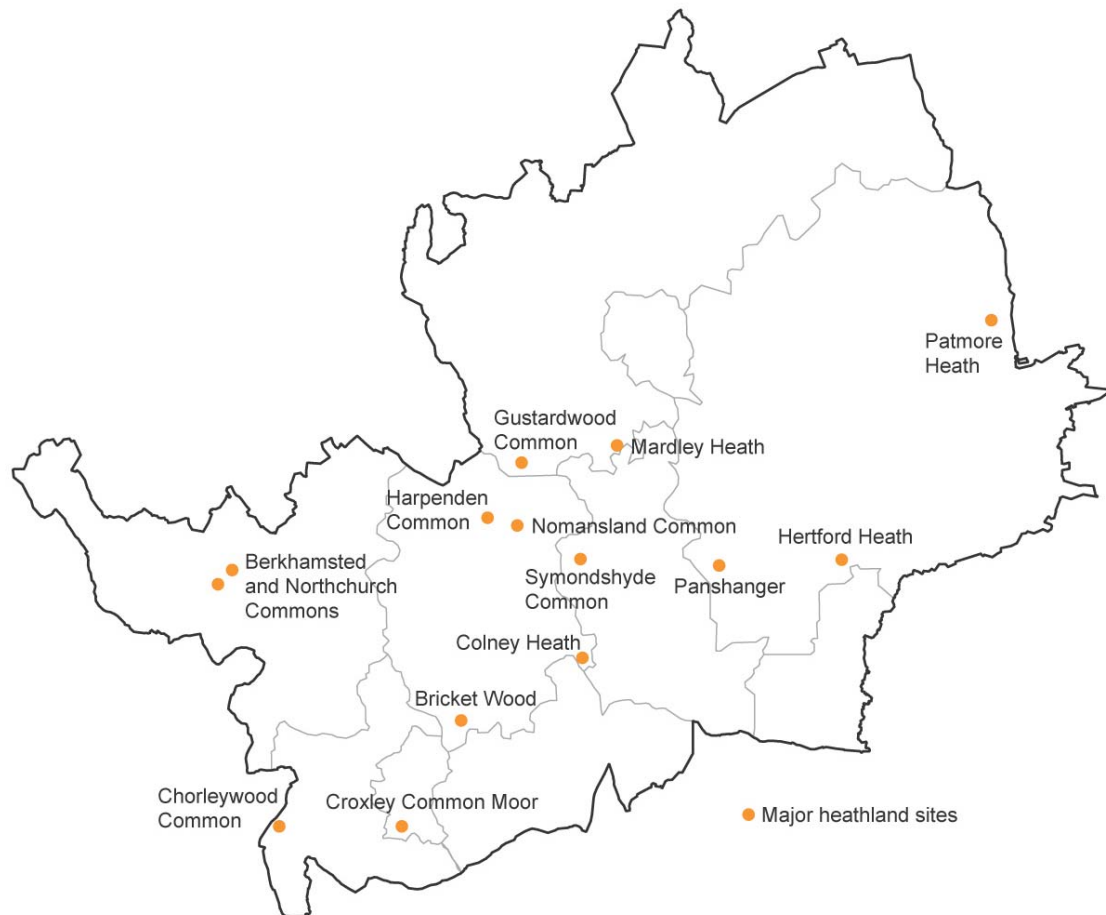 Patmore
Heath
Gustardwood
Common
Mardley Heath
Harpenden
Common
Nomansland Common
Hertford Heath
Berkhamsted
and Northchurch
Commons
Symondshyde
Common
Panshanger
Colney Heath
Bricket Wood
Chorleywood
Common
Croxley Common Moor
Major heathland sites